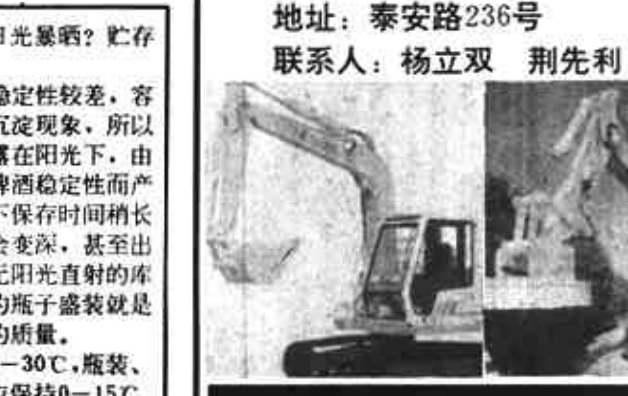 日光暴晒？贮存
稳定性较差，容
沉淀现象，所以
露在阳光下，由
啤酒稳定性而产
下保存时间稍长
会变深，甚至出
无阳光直射的库
的瓶子盛装就是
的质量。
－30℃，瓶装、
应保持0－15℃
地址：泰安路236号
联系人：杨立双　荆先利